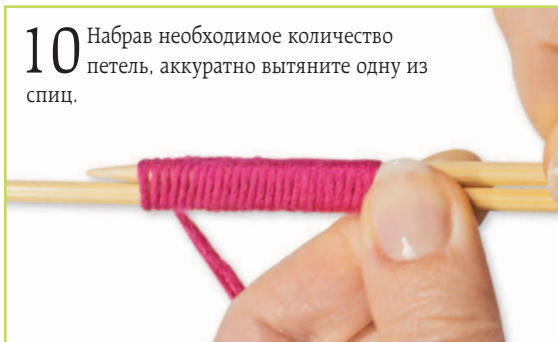 10 Набрав необходимое количество
петель, аккуратно вытяните одну из
спиц.